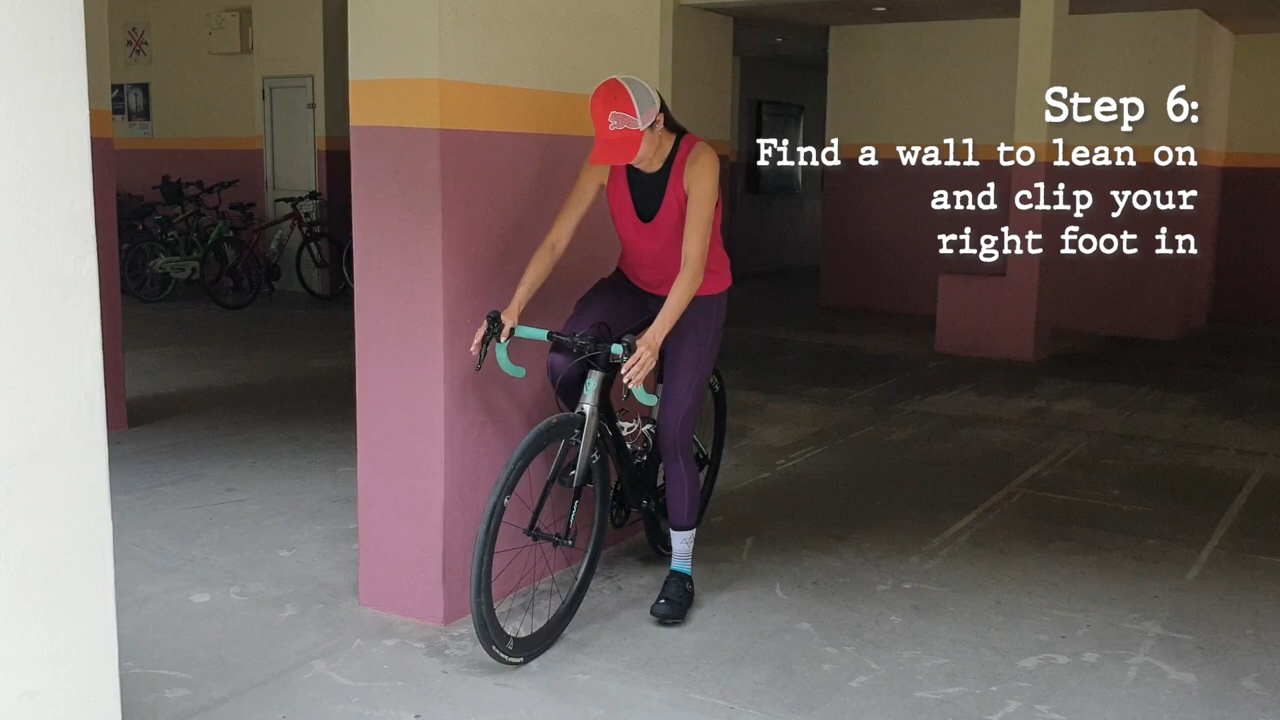 Step 6:
Find a wall to lean on
and clip your
right foot in